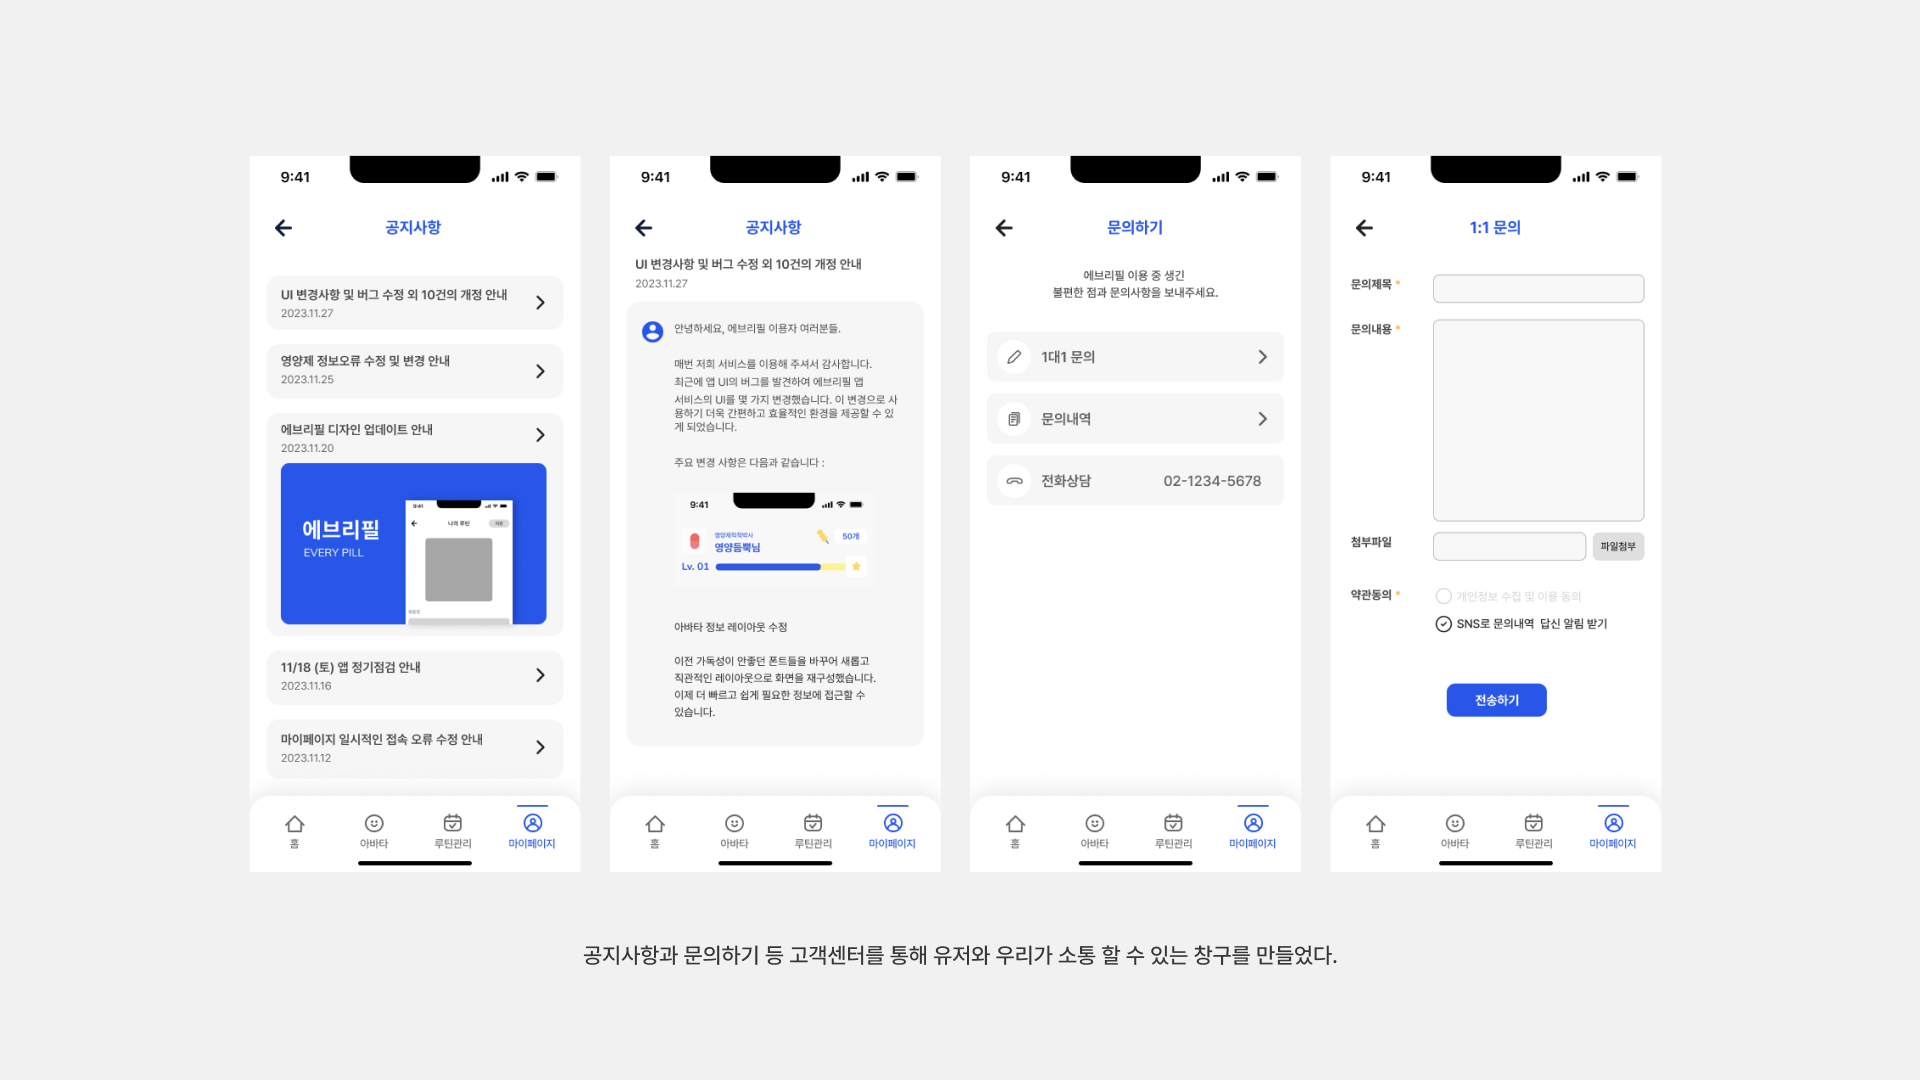 9:41
공지사항
UI 변경사항 및 버그 수정 외 10건의 개정 안내
2023.11.27
영양제 정보오류 수정 및 변경 안내
2023.11.25
에브리필 디자인 업데이트 안내
2023.11.20
에브리필
EVERY PILL
9:41
나의 루틴
11/18 (토) 앱 정기점검 안내
2023.11.16
마이페이지 일시적인 접속 오류 수정 안내
2023.11.12
홈
아바타
루틴관리
마이페이지
9:41
공지사항
UI 변경사항 및 버그 수정 외 10건의 개정 안내
2023.11.27
안녕하세요, 에브리필 이용자 여러분들.
매번 저희 서비스를 이용해 주셔서 감사합니다.
최근에 앱 UI의 버그를 발견하여 에브리필 앱
서비스의 UI를 몇 가지 변경했습니다. 이 변경으로 사
용하기 더욱 간편하고 효율적인 환경을 제공할 수 있
게 되었습니다.
주요 변경 사항은 다음과 같습니다 :
9:41
영양제척척박사
영양듬뿍님
50개
Lv. 01
아바타 정보 레이아웃 수정
이전 가독성이 안좋던 폰트들을 바꾸어 새롭고
직관적인 레이아웃으로 화면을 재구성했습니다.
이제 더 빠르고 쉽게 필요한 정보에 접근할 수
있습니다.
홈
아바타
루틴관리
마이페이지
9:41
문의하기
에브리필 이용 중 생긴
불편한 점과 문의사항을 보내주세요.
1대1 문의
문의내역
전화상담 02-1234-5678
홈
아바타
루틴관리
마이페이지
9:41
1:1 문의
문의제목 *
문의내용 *
첨부파일
파일첨부
약관동의 *
개인정보 수집 및 이용 동의
SNS로 문의내역 답신 알림 받기
전송하기
홈
아바타
루틴관리
마이페이지
공지사항과 문의하기 등 고객센터를 통해 유저와 우리가 소통 할 수 있는 창구를 만들었다.